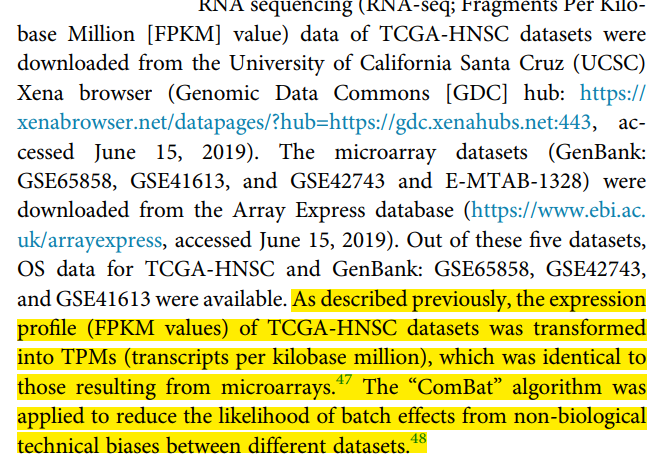 RNA sequencing (RNA-seq; Fragments Per Kilo-
base Million [FPKM] value) data of TCGA-HNSC datasets were
downloaded from the University of California Santa Cruz (UCSC)
Xena browser (Genomic Data Commons [GDC] hub: https://
xenabrowser.net/datapages/?hub=https://gdc.xenahubs.net:443, ac-
cessed June 15, 2019). The microarray datasets (GenBank:
GSE65858, GSE41613, and GSE42743 and E-MTAB-1328) were
downloaded from the Array Express database (https://www.ebi.ac.
uk/arrayexpress, accessed June 15, 2019). Out of these five datasets,
OS data for TCGA-HNSC and GenBank: GSE65858, GSE42743,
and GSE41613 were available. As described previously, the expression
profile (FPKM values) of TCGA-HNSC datasets was transformed
into TPMs (transcripts per kilobase million), which was identical to
those resulting from microarrays.47 The “ComBat” algorithm was
applied to reduce the likelihood of batch effects from non-biological
technical biases between different datasets.48